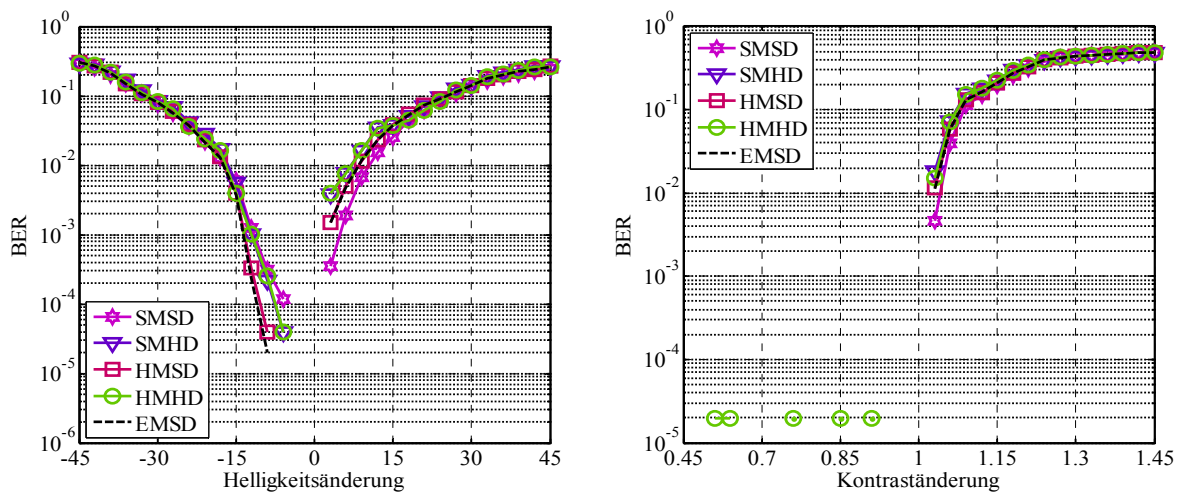 BER
10^0
10^-1
10^-2
10^-3
10^-4
10^-5
10^-6
SMSD
SMHD
HMSD
HMHD
EMSD
-45 -30 -15 0 15 30 45
Helligkeitsänderung
BER
10^0
10^-1
10^-2
10^-3
10^-4
10^-5
SMSD
SMHD
HMSD
HMHD
EMSD
0.45 0.7 0.85 1 1.15 1.3 1.45
Kontraständerung